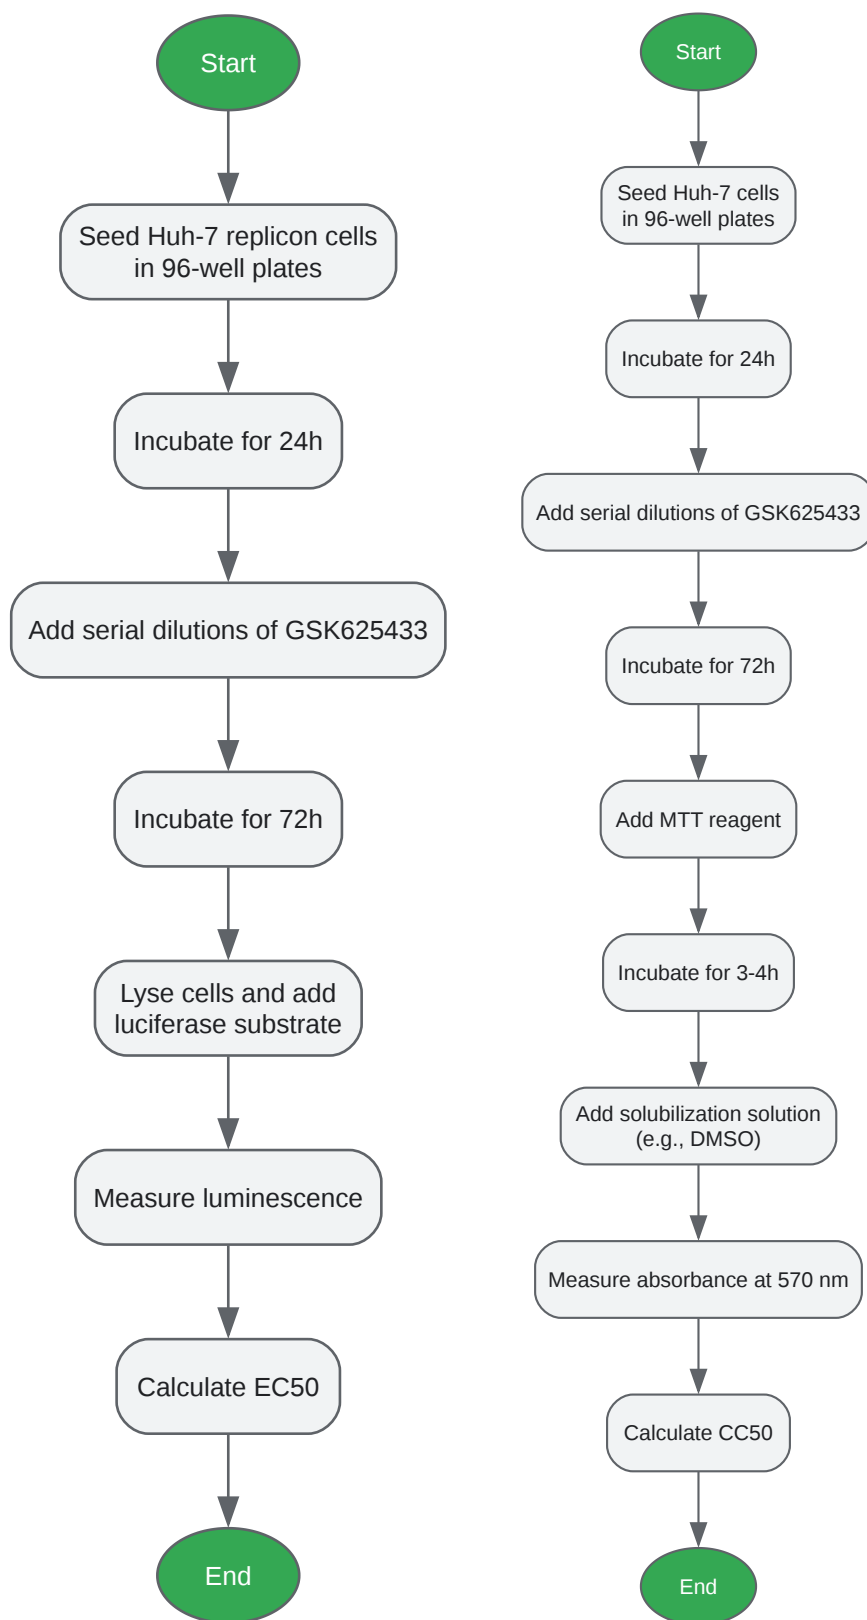 Start
Seed Huh-7 replicon cells
in 96-well plates
Incubate for 24h
Add serial dilutions of GSK625433
Incubate for 72h
Lyse cells and add
luciferase substrate
Measure luminescence
Calculate EC50
End
Start
Seed Huh-7 cells
in 96-well plates
Incubate for 24h
Add serial dilutions of GSK625433
Incubate for 72h
Add MTT reagent
Incubate for 3-4h
Add solubilization solution
(e.g., DMSO)
Measure absorbance at 570 nm
Calculate CC50
End